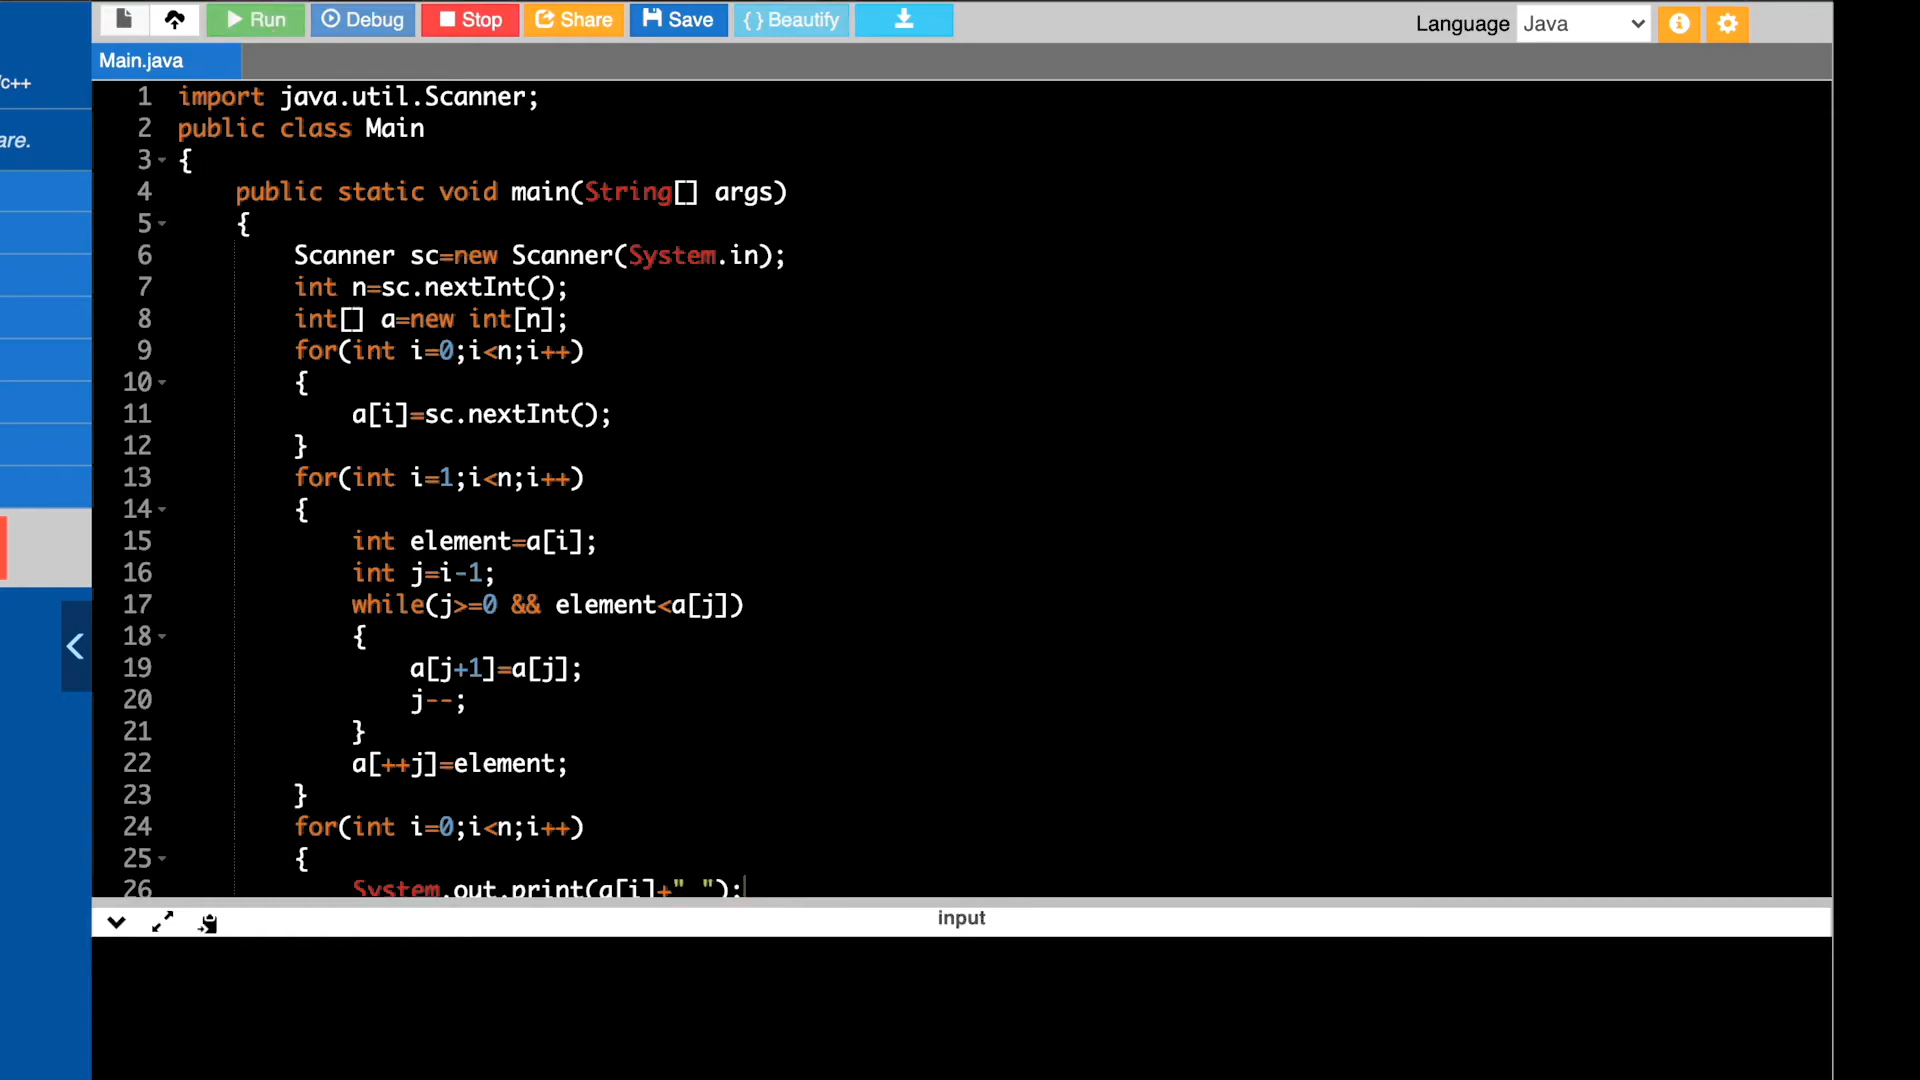 Run Debug Stop Share Save { } Beautify Language Java
Main.java
/c++
are.
1 import java.util.Scanner;
2 public class Main
3 {
4 public static void main(String[] args)
5 {
6 Scanner sc=new Scanner(System.in);
7 int n=sc.nextInt();
8 int[] a=new int[n];
9 for(int i=0;i<n;i++)
10 {
11 a[i]=sc.nextInt();
12 }
13 for(int i=1;i<n;i++)
14 {
15 int element=a[i];
16 int j=i-1;
17 while(j>=0 && element<a[j])
18 {
19 a[j+1]=a[j];
20 j--;
21 }
22 a[++j]=element;
23 }
24 for(int i=0;i<n;i++)
25 {
26 System.out.print(a[i]+" ");
input